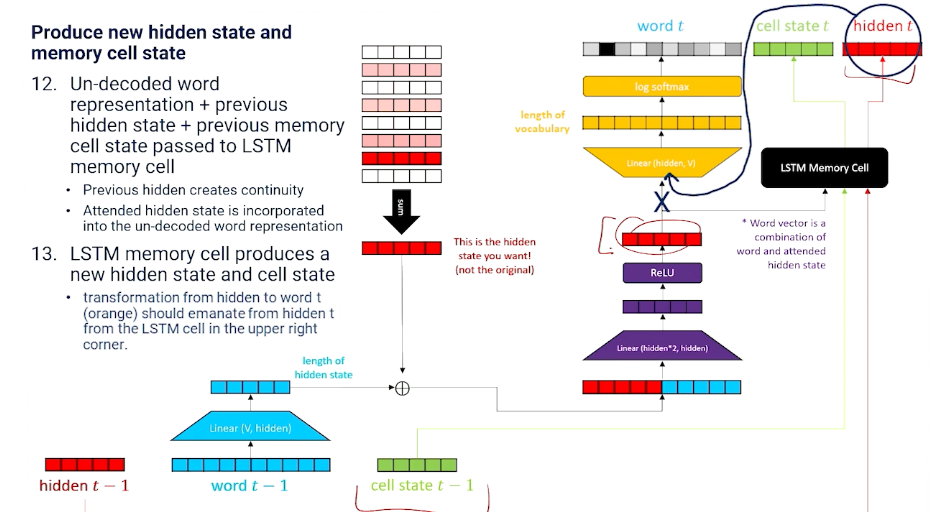 Produce new hidden state and
memory cell state
12. Un-decoded word
representation + previous
hidden state + previous memory
cell state passed to LSTM
memory cell
• Previous hidden creates continuity
• Attended hidden state is incorporated
into the un-decoded word representation
13. LSTM memory cell produces a
new hidden state and cell state
• transformation from hidden to word t
(orange) should emanate from hidden t
from the LSTM cell in the upper right
corner.
sum
This is the hidden
state you want!
(not the original)
length of
hidden state
Linear (V, hidden)
hidden t − 1
word t − 1
cell state t − 1
word t
cell state t
hidden t
log softmax
length of
vocabulary
Linear (hidden, V)
LSTM Memory Cell
X
* Word vector is a
combination of
word and attended
hidden state
ReLU
Linear (hidden*2, hidden)